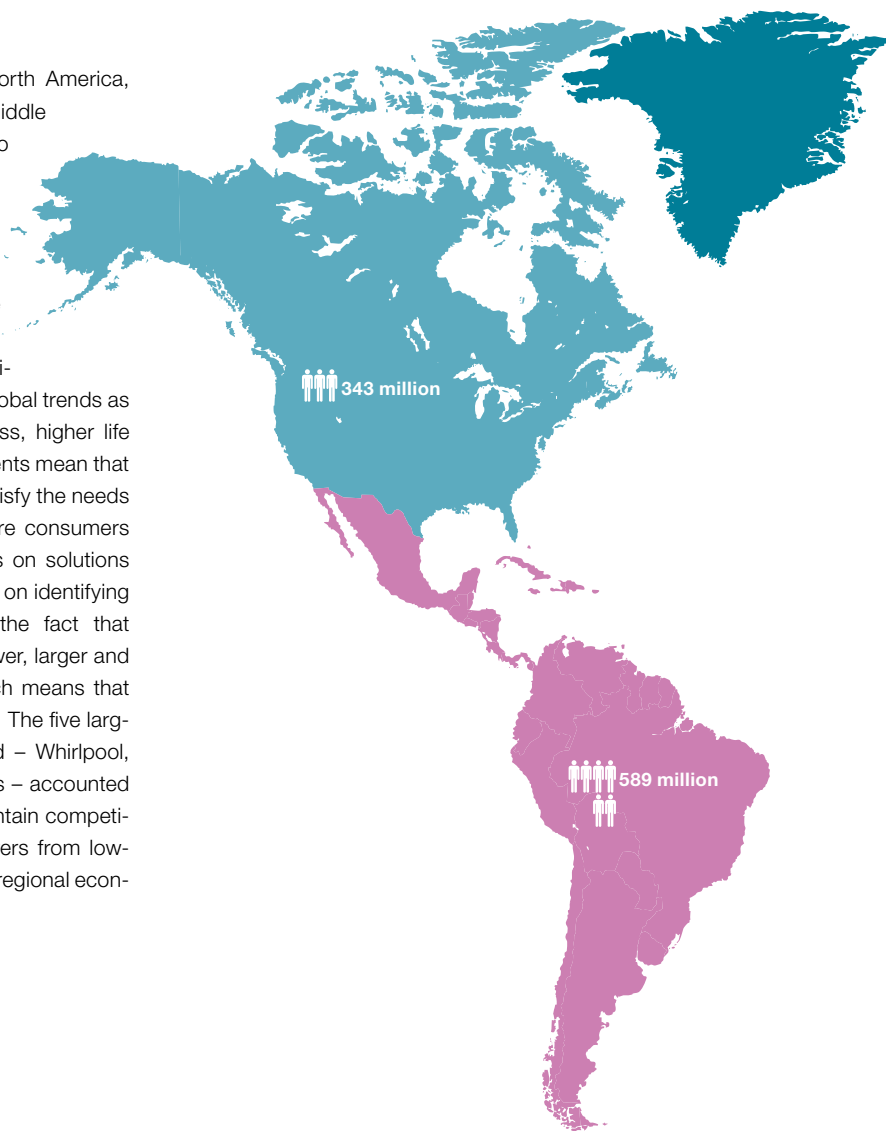 orth America,
iddle
o
i-
obal trends as
ss, higher life
ents mean that
isfy the needs
re consumers
s on solutions
on identifying
the fact that
ver, larger and
ch means that
The five larg-
d – Whirlpool,
s – accounted
ntain competi-
ers from low-
regional econ-
343 million
589 million